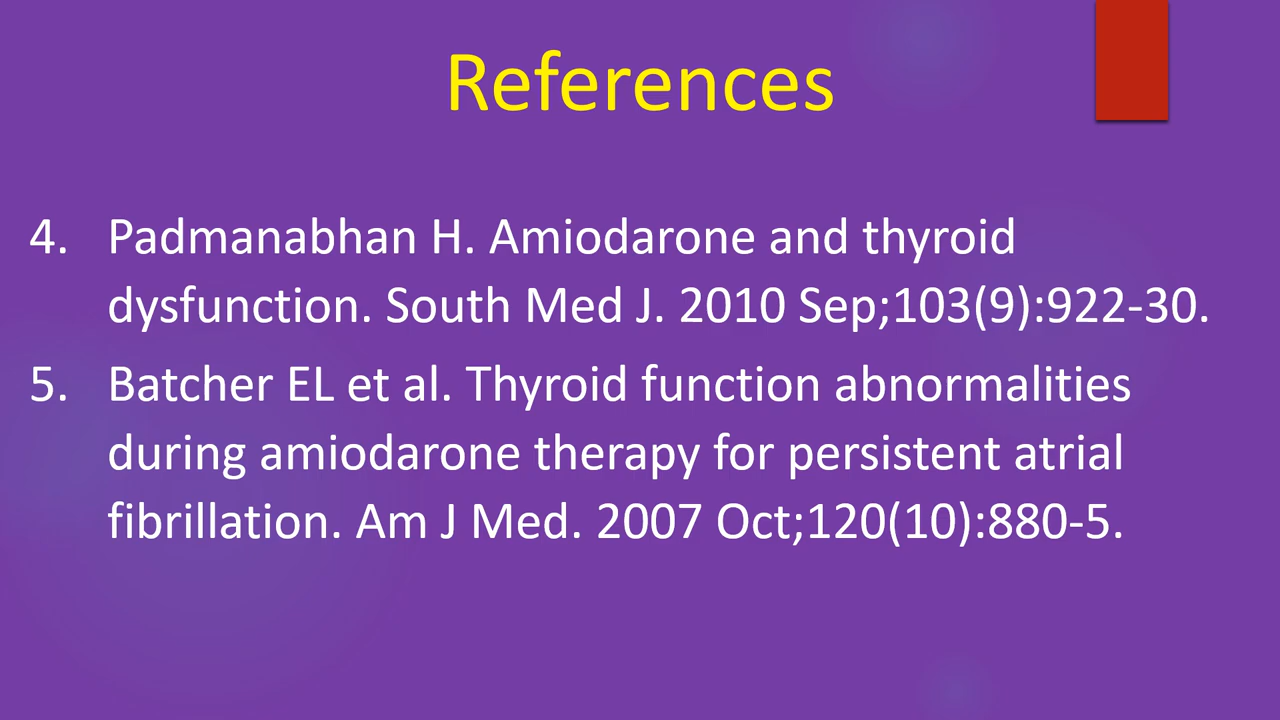 References
4. Padmanabhan H. Amiodarone and thyroid
dysfunction. South Med J. 2010 Sep;103(9):922-30.
5. Batcher EL et al. Thyroid function abnormalities
during amiodarone therapy for persistent atrial
fibrillation. Am J Med. 2007 Oct;120(10):880-5.